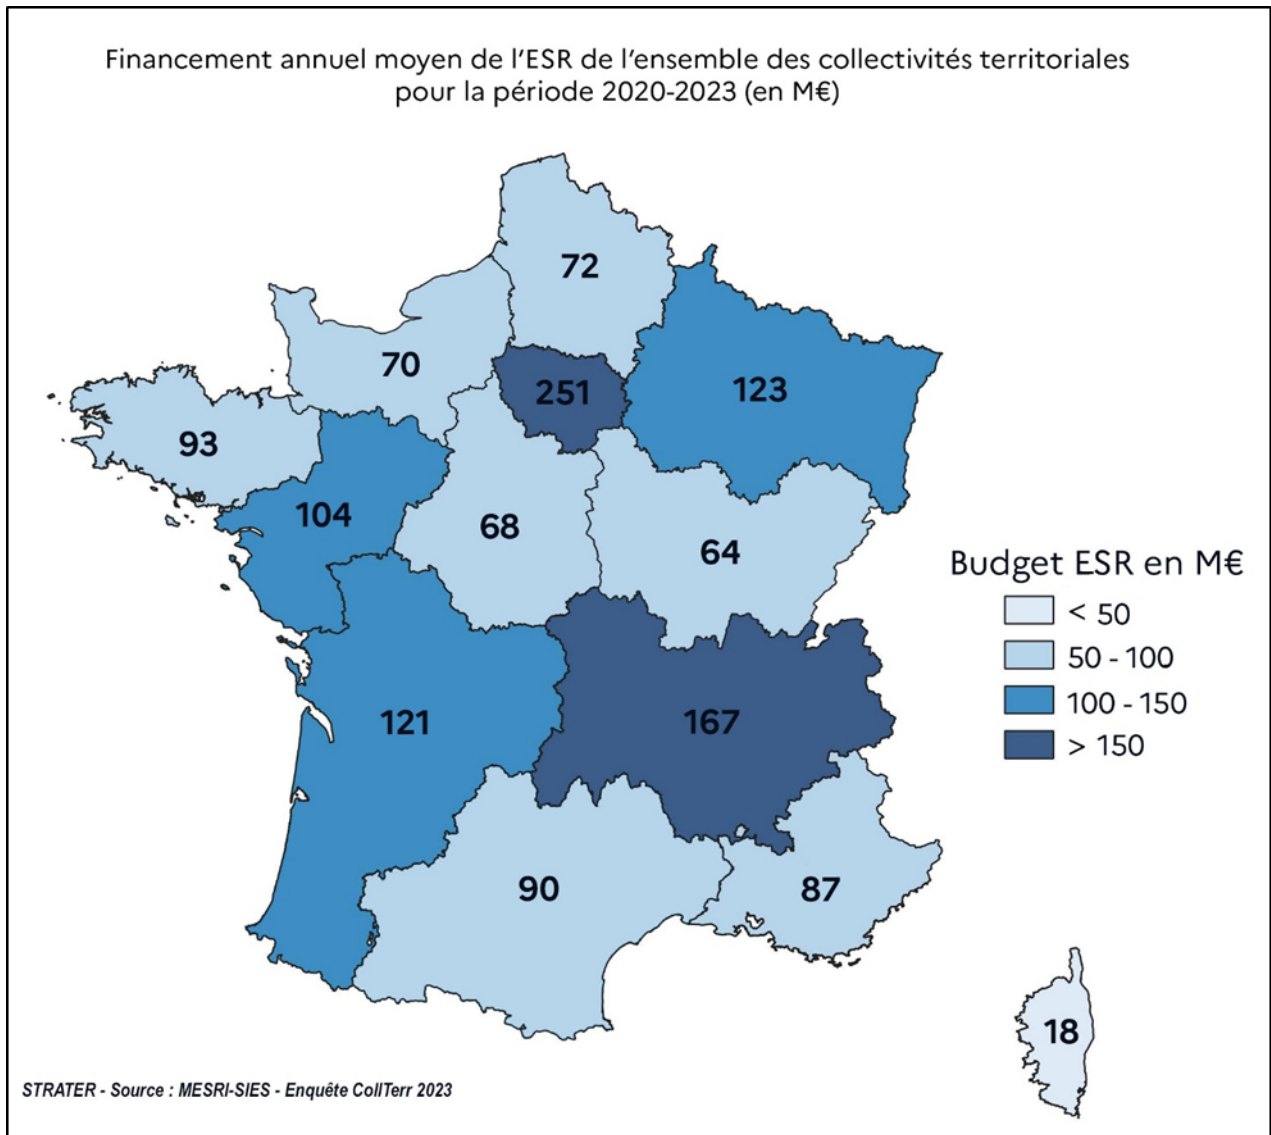 Financement annuel moyen de l'ESR de l'ensemble des collectivités territoriales
pour la période 2020-2023 (en M€)
72
70
251
123
93
104
68
64
Budget ESR en M€
< 50
50 - 100
100 - 150
> 150
121
167
90
87
18
STRATER - Source : MESRI-SIES - Enquête CollTerr 2023